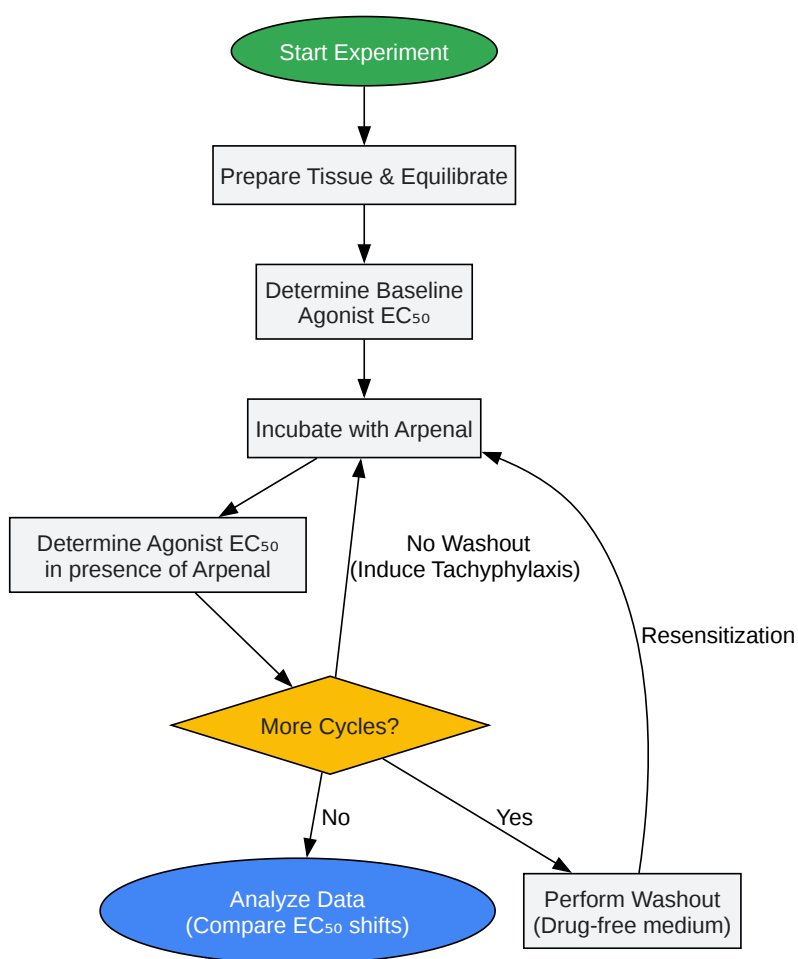 Start Experiment
Prepare Tissue & Equilibrate
Determine Baseline
Agonist EC₅₀
Incubate with Arpenal
Determine Agonist EC₅₀
in presence of Arpenal
No Washout
(Induce Tachyphylaxis)
Resensitization
More Cycles?
No
Yes
Analyze Data
(Compare EC₅₀ shifts)
Perform Washout
(Drug-free medium)